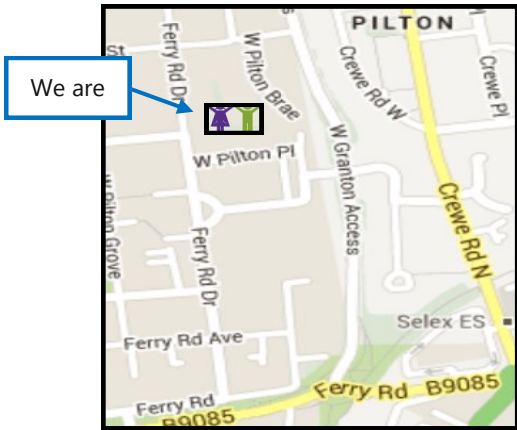 PILTON
St
Ferry Rd Dr
W Pilton Brae
Crewe Rd W
Crewe Pl
We are
W Pilton Pl
W Granton Access
W Pilton Grove
Crewe Rd N
Ferry Rd Dr
Selex ES
Ferry Rd Ave
Ferry Rd B9085
Ferry Rd
B9085